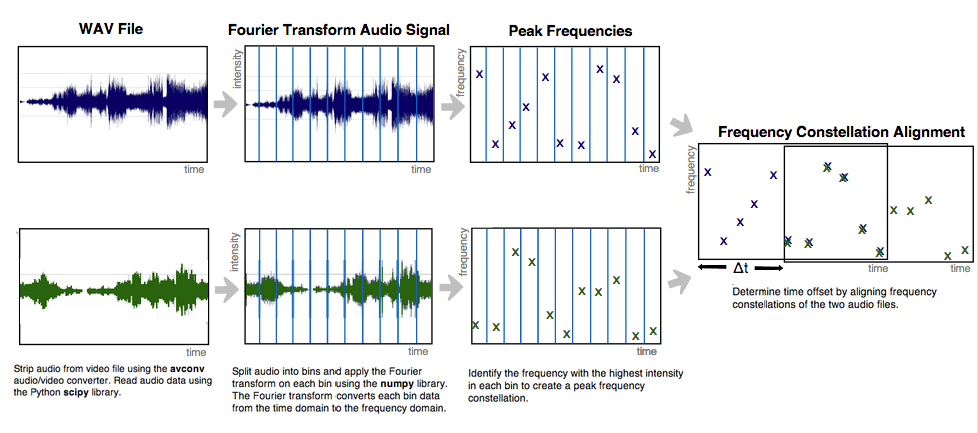 WAV File
Fourier Transform Audio Signal
Peak Frequencies
intensity
frequency
time
time
time
Frequency Constellation Alignment
frequency
Δt
time
time
Determine time offset by aligning frequency
constellations of the two audio files.
intensity
frequency
time
time
time
Strip audio from video file using the avconv
audio/video converter. Read audio data using
the Python scipy library.
Split audio into bins and apply the Fourier
transform on each bin using the numpy library.
The Fourier transform converts each bin data
from the time domain to the frequency domain.
Identify the frequency with the highest intensity
in each bin to create a peak frequency
constellation.